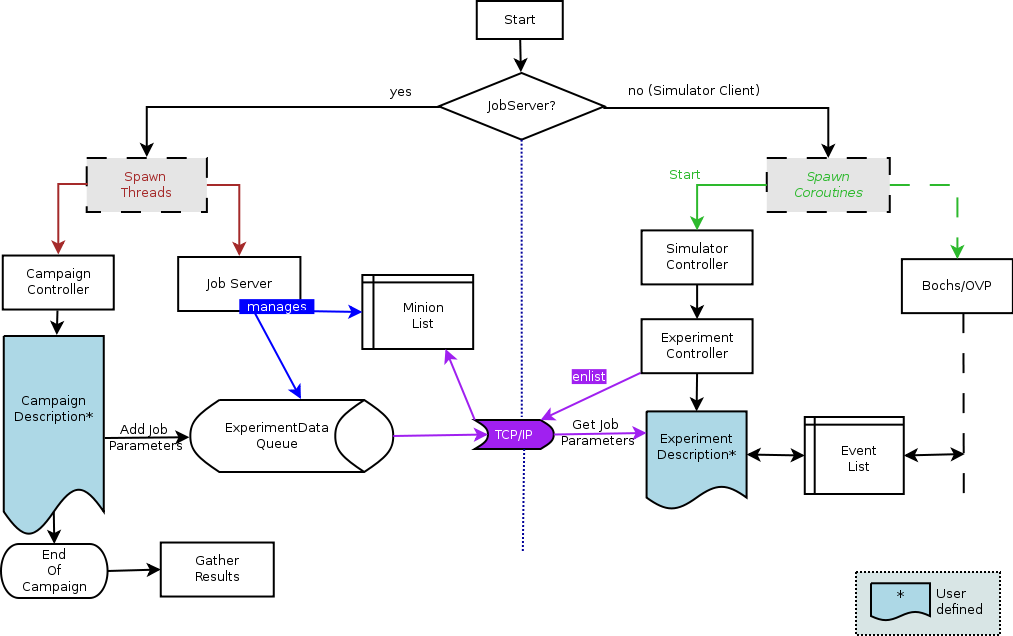 Start
JobServer?
yes
no (Simulator Client)
Spawn
Threads
Start
Spawn
Coroutines
Campaign
Controller
Job Server
manages
Minion
List
Simulator
Controller
Bochs/OVP
Experiment
Controller
enlist
Campaign
Description*
Add Job
Parameters
ExperimentData
Queue
TCP/IP
Get Job
Parameters
Experiment
Description*
Event
List
End
Of
Campaign
Gather
Results
*
User
defined